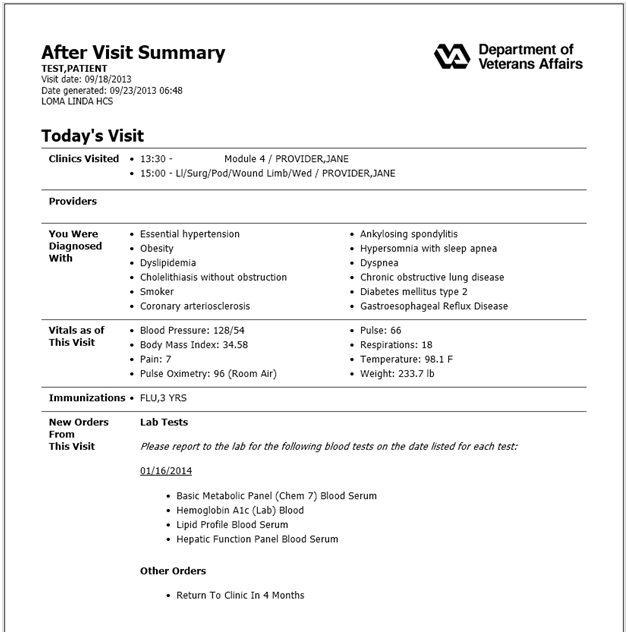 After Visit Summary
Department of
Veterans Affairs
TEST,PATIENT
Visit date: 09/18/2013
Date generated: 09/23/2013 06:48
LOMA LINDA HCS
Today's Visit
Clinics Visited • 13:30 - Module 4 / PROVIDER,JANE
• 15:00 - Ll/Surg/Pod/Wound Limb/Wed / PROVIDER,JANE
Providers
You Were
Diagnosed
With
• Essential hypertension
• Obesity
• Dyslipidemia
• Cholelithiasis without obstruction
• Smoker
• Coronary arteriosclerosis
• Ankylosing spondylitis
• Hypersomnia with sleep apnea
• Dyspnea
• Chronic obstructive lung disease
• Diabetes mellitus type 2
• Gastroesophageal Reflux Disease
Vitals as of
This Visit
• Blood Pressure: 128/54
• Body Mass Index: 34.58
• Pain: 7
• Pulse Oximetry: 96 (Room Air)
• Pulse: 66
• Respirations: 18
• Temperature: 98.1 F
• Weight: 233.7 lb
Immunizations • FLU,3 YRS
New Orders
From
This Visit
Lab Tests
Please report to the lab for the following blood tests on the date listed for each test:
01/16/2014
• Basic Metabolic Panel (Chem 7) Blood Serum
• Hemoglobin A1c (Lab) Blood
• Lipid Profile Blood Serum
• Hepatic Function Panel Blood Serum
Other Orders
• Return To Clinic In 4 Months